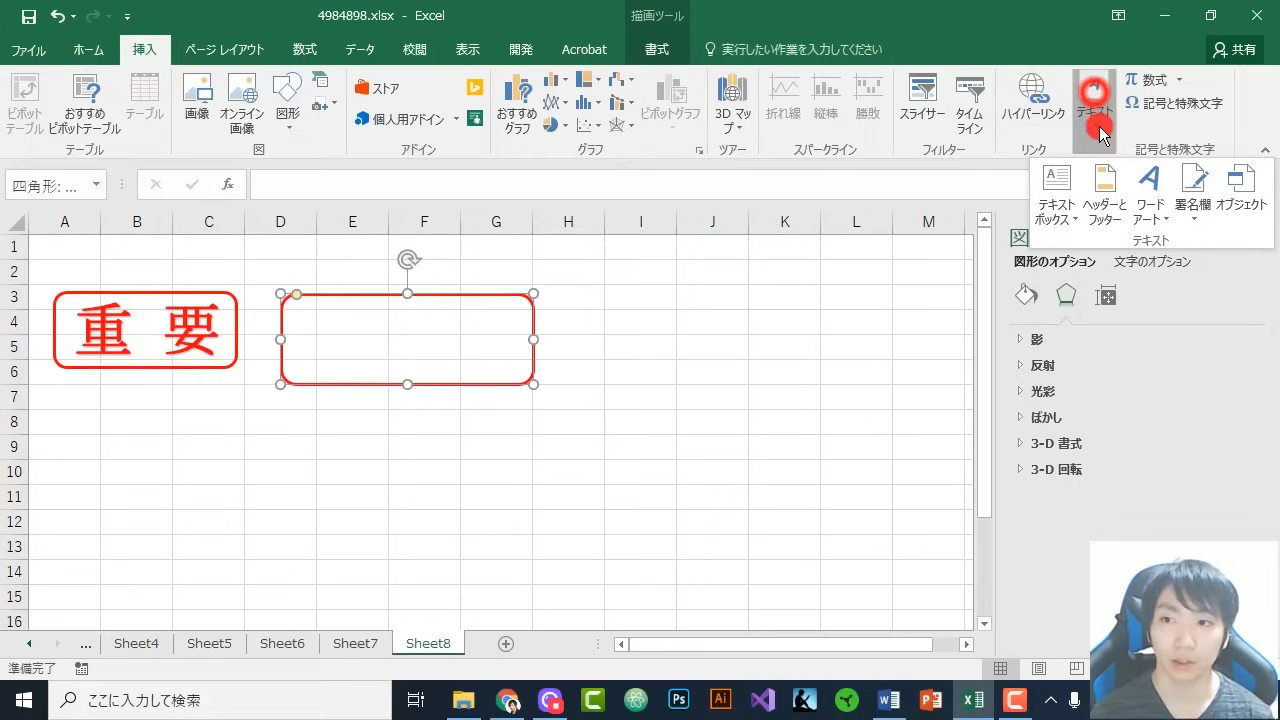 4984898.xlsx - Excel
描画ツール
ファイル ホーム 挿入 ページ レイアウト 数式 データ 校閲 表示 開発 Acrobat 書式 実行したい作業を入力してください 共有
ピボットテーブル
おすすめピボットテーブル
テーブル
テーブル
画像
オンライン画像
図形
図
ストア
個人用アドイン
アドイン
おすすめグラフ
ピボットグラフ
グラフ
3D マップ
ツアー
折れ線
縦棒
勝敗
スパークライン
スライサー
タイムライン
フィルター
ハイパーリンク
リンク
テキスト
π 数式
Ω 記号と特殊文字
記号と特殊文字
テキストボックス
ヘッダーとフッター
ワードアート
署名欄
オブジェクト
テキスト
四角形: ...
fx
A B C D E F G H I J K L M
1
2
3
4
5
6
7
8
9
10
11
12
13
14
15
16
重 要
図
図形のオプション 文字のオプション
影
反射
光彩
ぼかし
3-D 書式
3-D 回転
... Sheet4 Sheet5 Sheet6 Sheet7 Sheet8
準備完了
ここに入力して検索
Ps
Ai